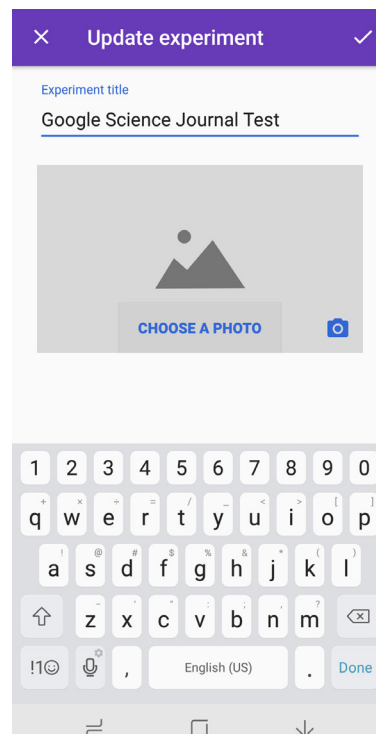 Update experiment
Experiment title
Google Science Journal Test
CHOOSE A PHOTO
1 2 3 4 5 6 7 8 9 0
+ × ÷ = / _ < > [ ]
q w e r t y u i o p
! @ # $ % & * ( )
a s d f g h j k l
- ' " : ; , ?
z x c v b n m
!1☺ , English (US) . Done